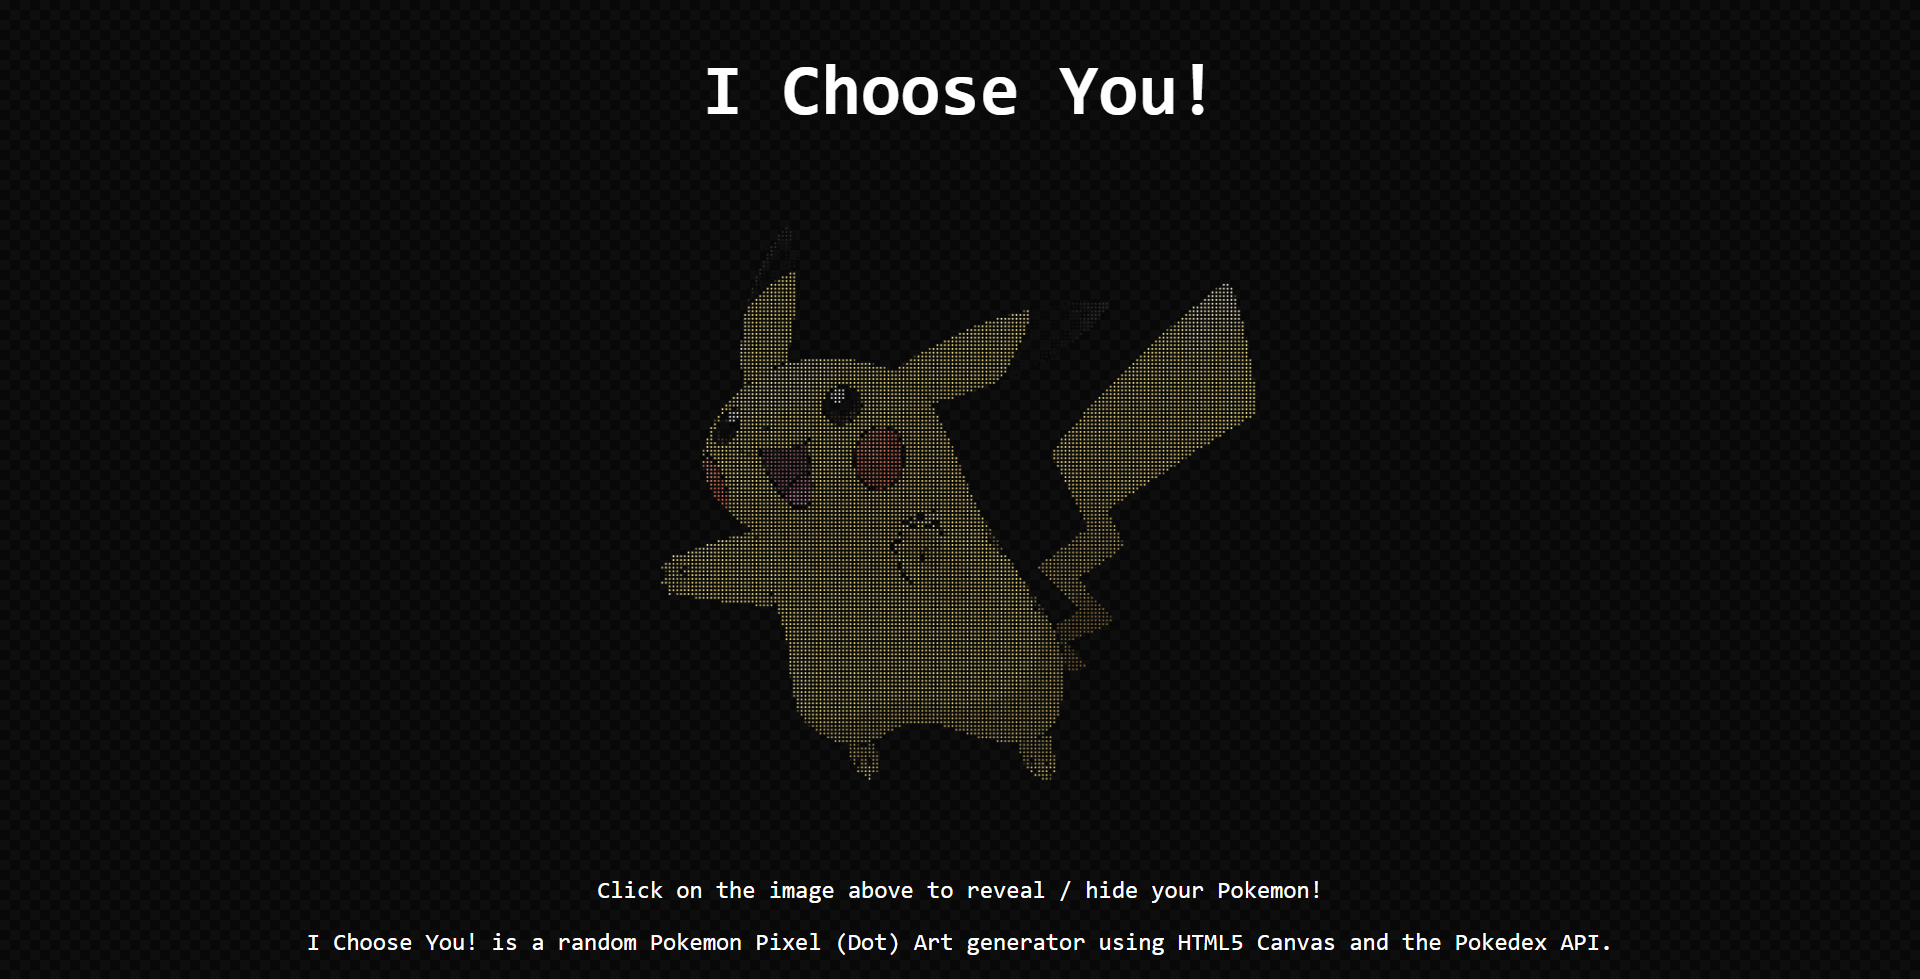 I Choose You!
Click on the image above to reveal / hide your Pokemon!
I Choose You! is a random Pokemon Pixel (Dot) Art generator using HTML5 Canvas and the Pokedex API.